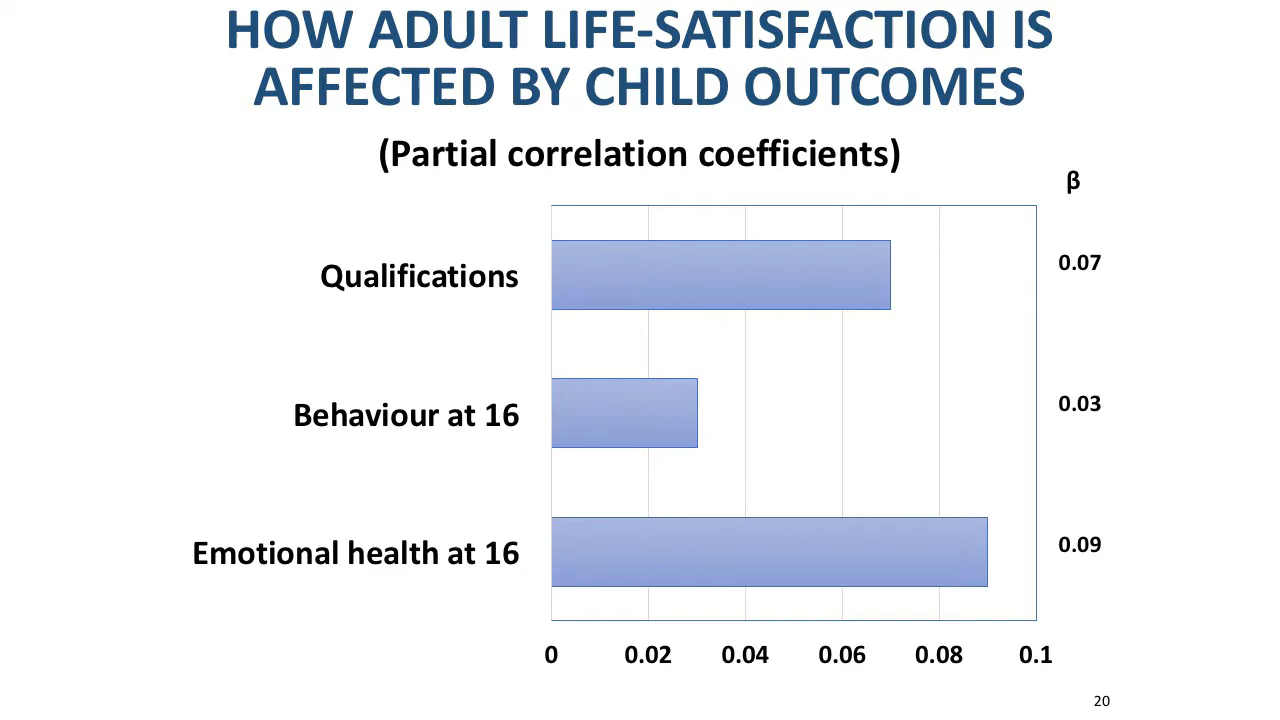 HOW ADULT LIFE-SATISFACTION IS
AFFECTED BY CHILD OUTCOMES
(Partial correlation coefficients)
β
Qualifications
0.07
Behaviour at 16
0.03
Emotional health at 16
0.09
0 0.02 0.04 0.06 0.08 0.1
20